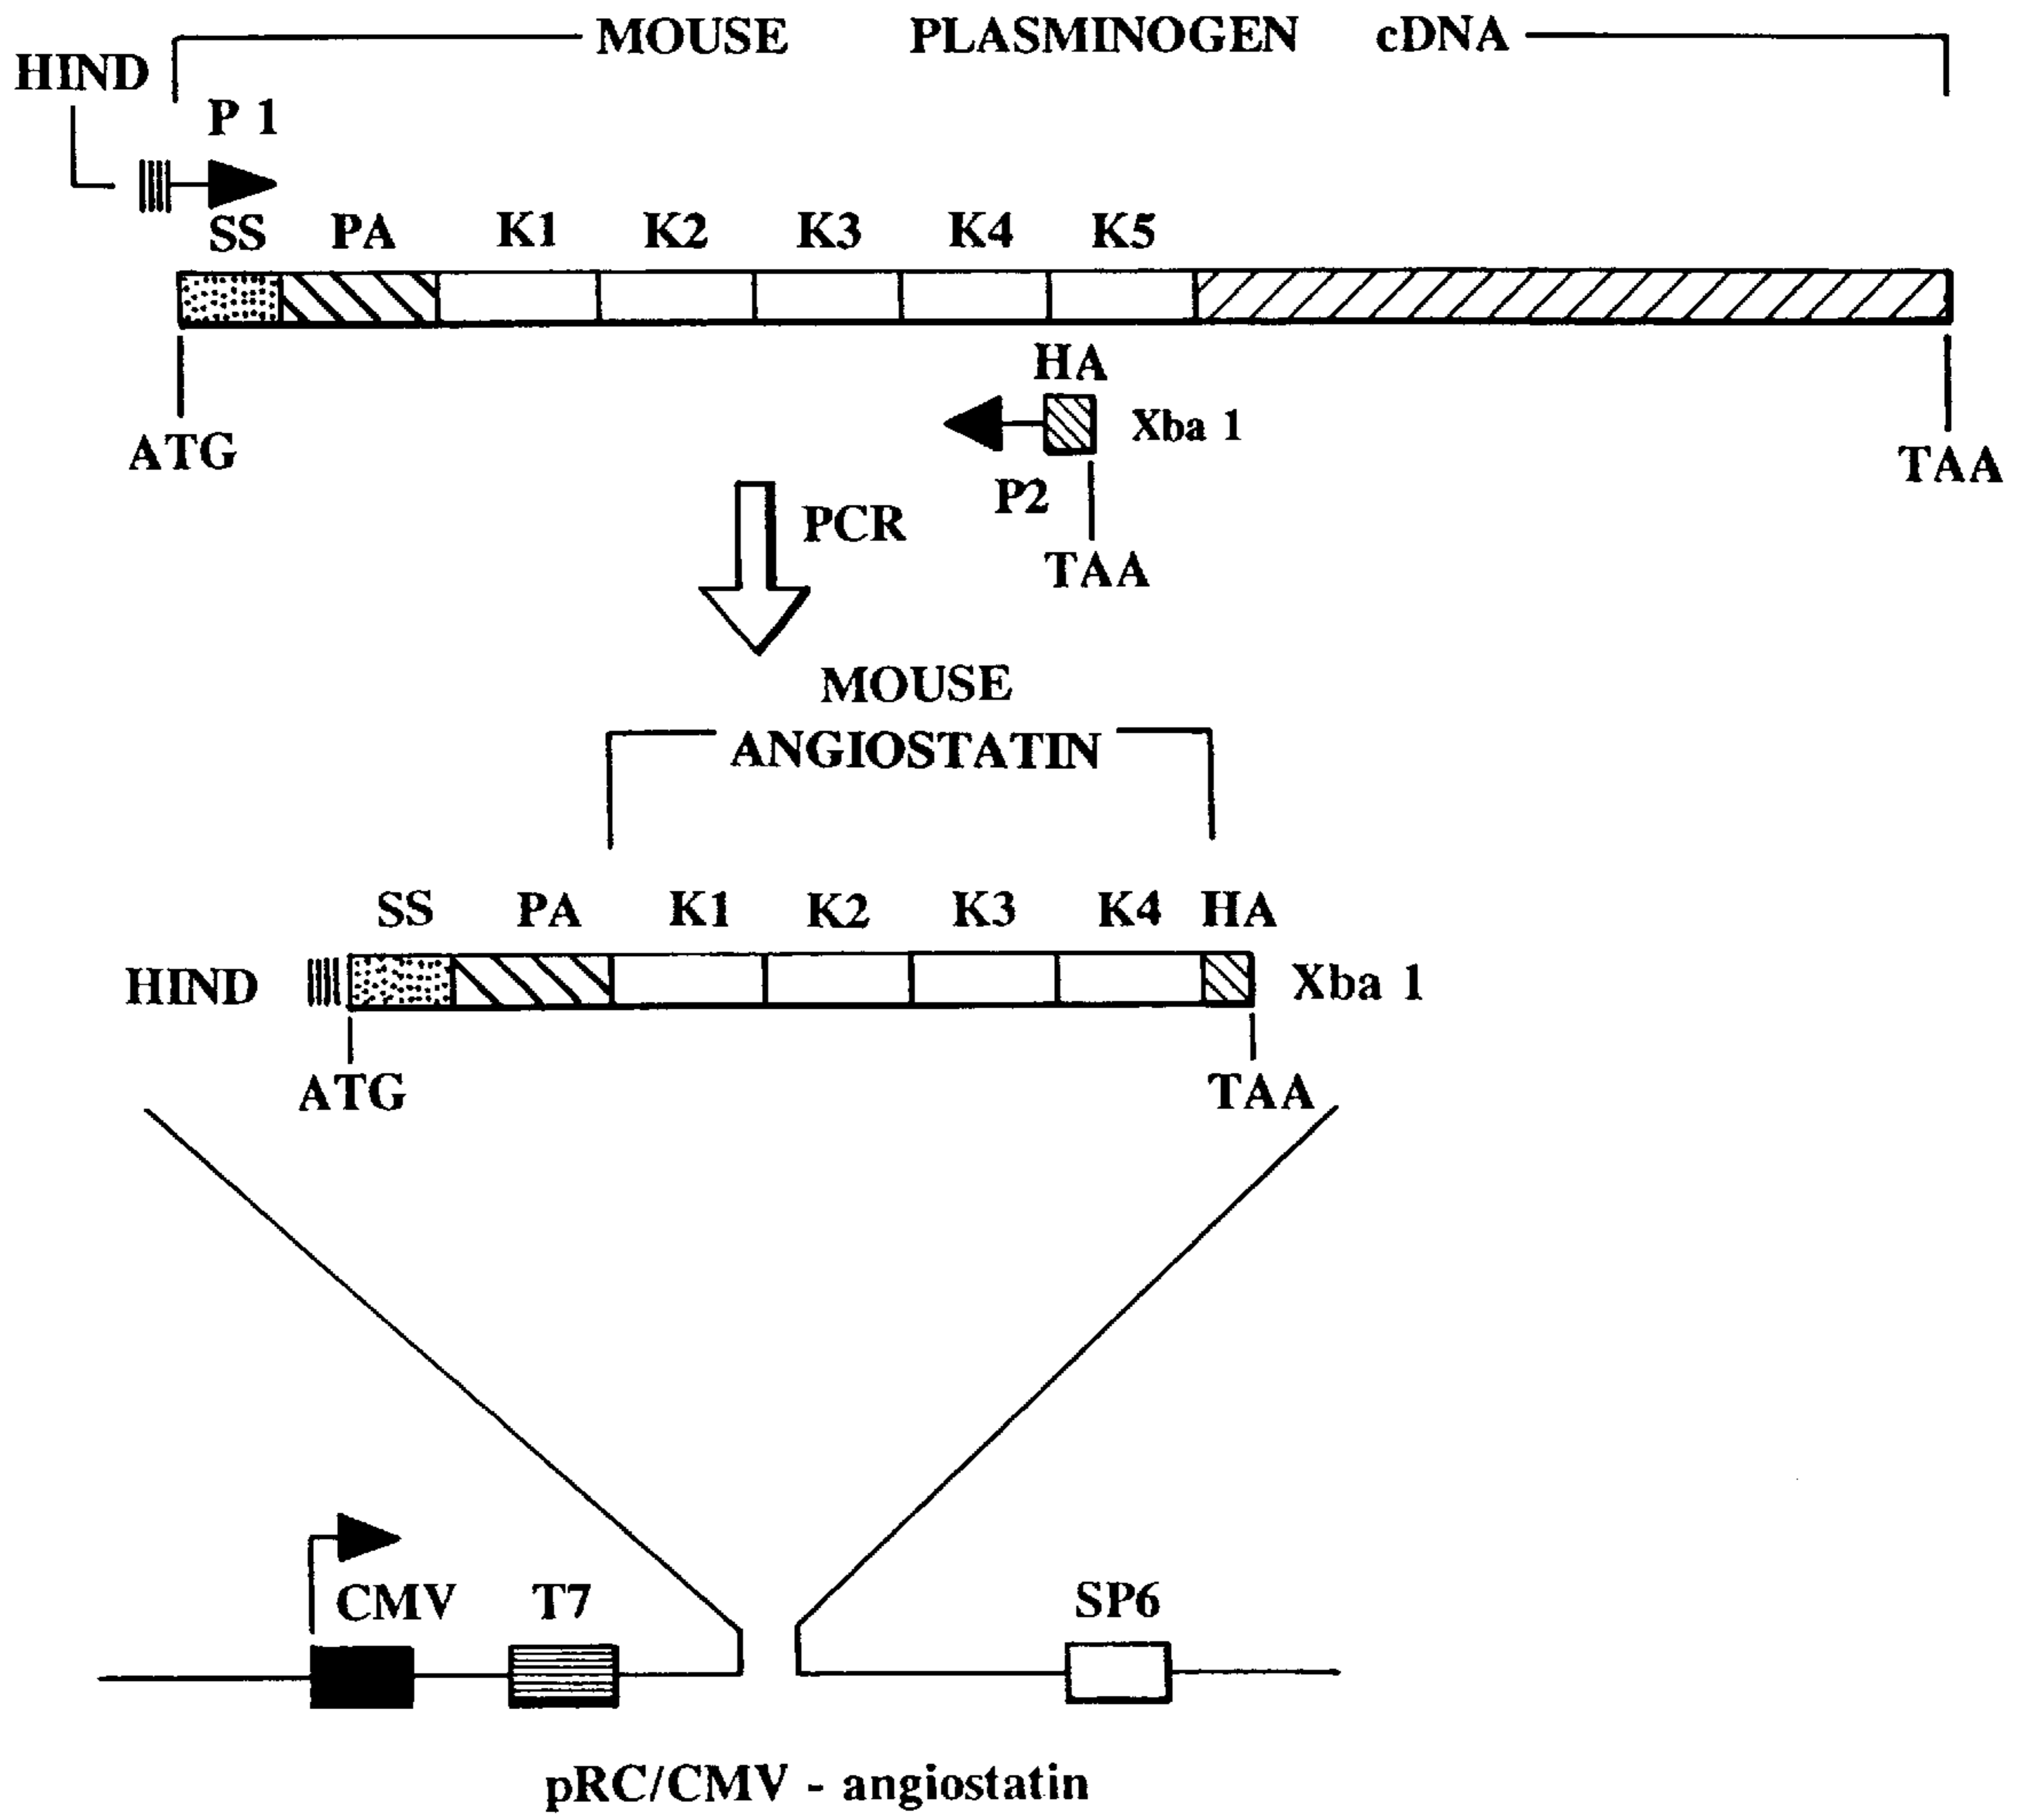 MOUSE PLASMINOGEN cDNA
HIND
P 1
SS PA K1 K2 K3 K4 K5
HA
Xba 1
ATG
TAA
P2
PCR
TAA
MOUSE
ANGIOSTATIN
SS PA K1 K2 K3 K4 HA
HIND
Xba 1
ATG
TAA
CMV T7 SP6
pRC/CMV - angiostatin